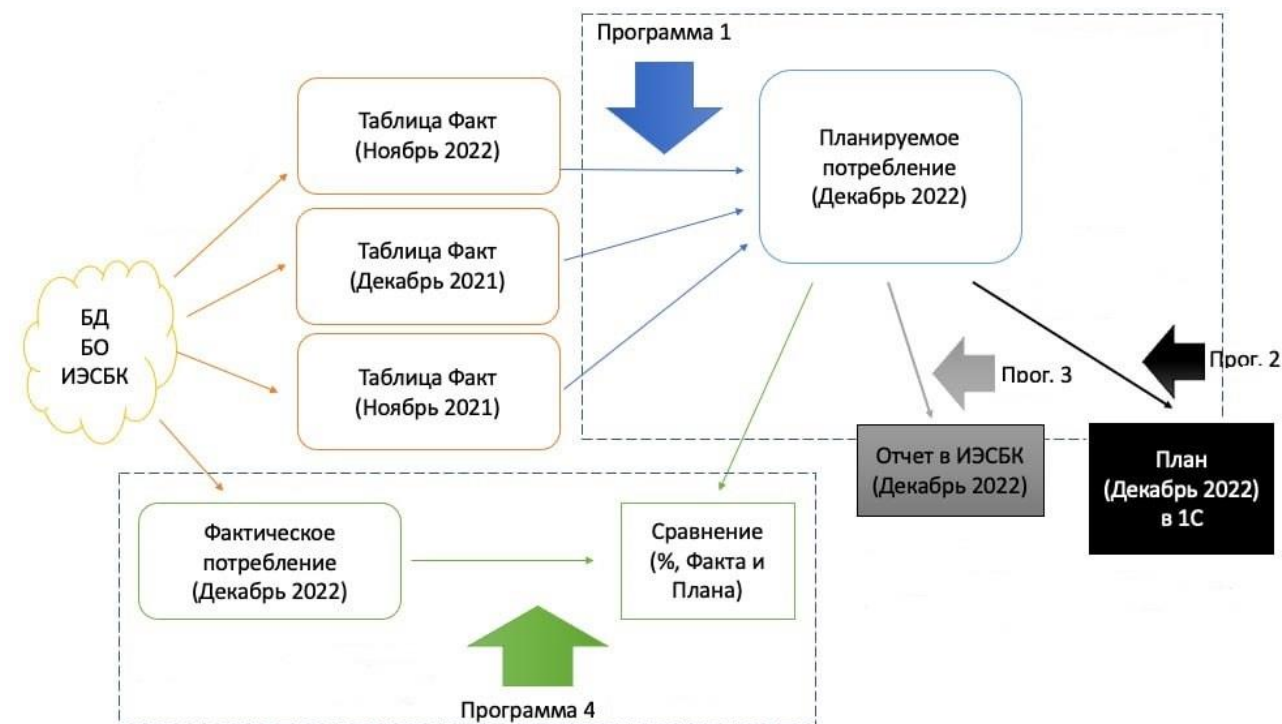 Программа 1
Таблица Факт
(Ноябрь 2022)
Планируемое
потребление
(Декабрь 2022)
Таблица Факт
(Декабрь 2021)
БД
БО
ИЭСБК
Таблица Факт
(Ноябрь 2021)
Прог. 3
Прог. 2
Отчет в ИЭСБК
(Декабрь 2022)
План
(Декабрь 2022)
в 1С
Фактическое
потребление
(Декабрь 2022)
Сравнение
(%, Факта и
Плана)
Программа 4